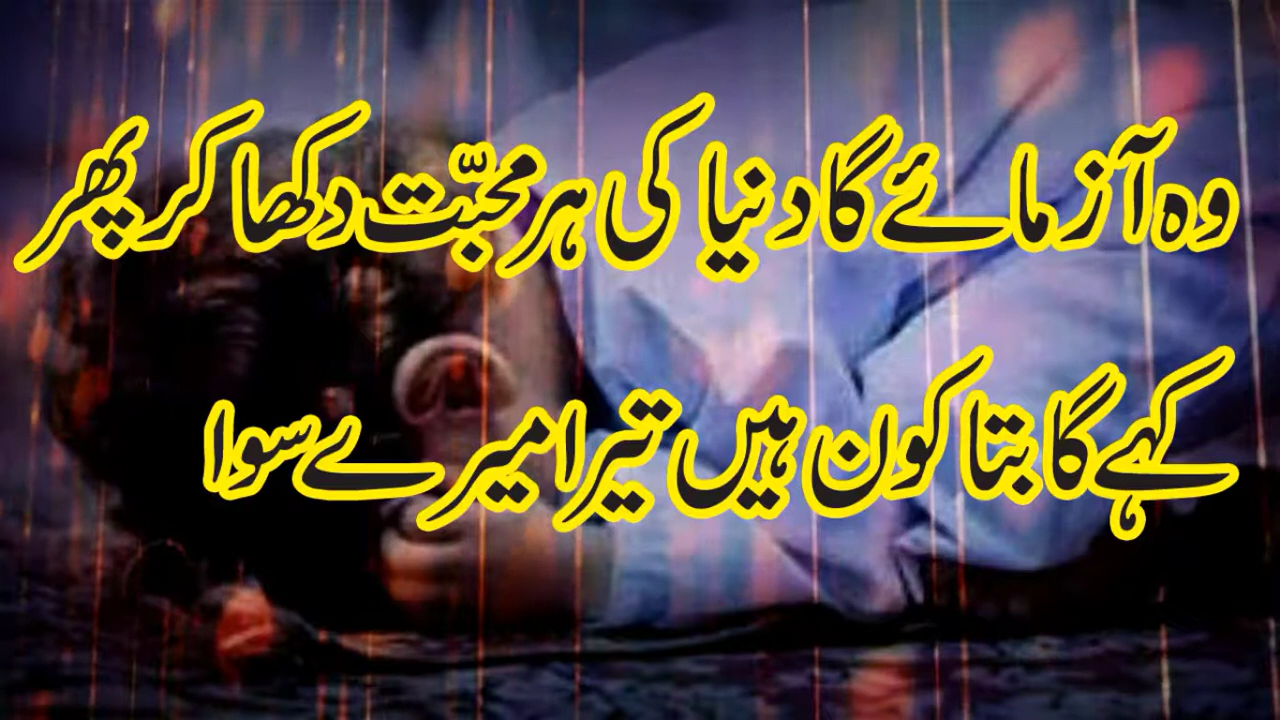 وہ آزمائے گا دنیا کی ہر محبّت دکھا کر پھر
کہے گا بتا کون ہیں تیرا میرے سوا